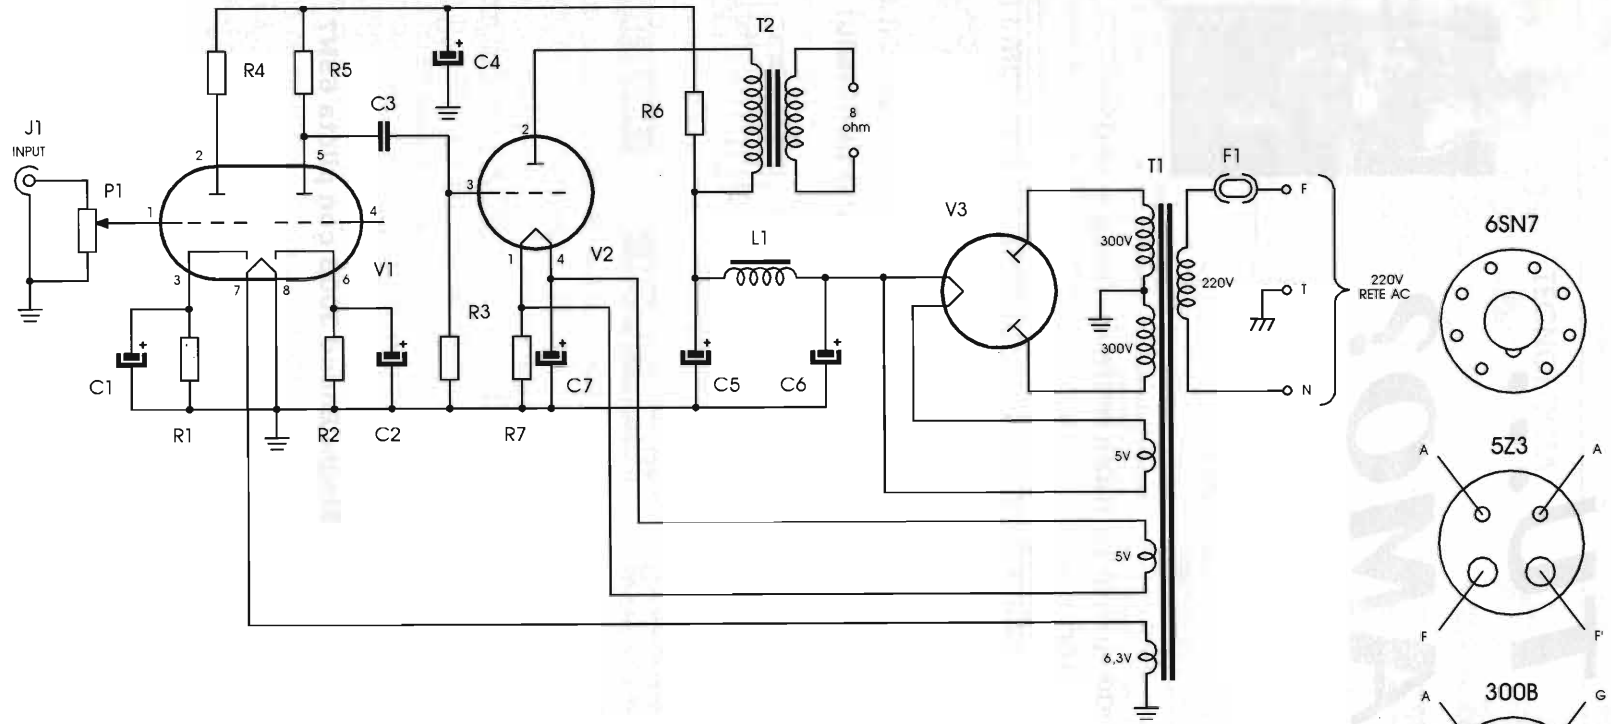 T2
R4
R5
+
C4
C3
R6
J1
INPUT
P1
2
5
2
8
ohm
1
4
3
3
7
8
6
V1
1
4
V2
V3
L1
T1
F1
F
300V
220V
T
220V
RETE AC
300V
N
6SN7
+
C1
R1
R2
+
C2
R3
R7
+
C7
+
C5
+
C6
5V
5V
6,3V
5Z3
A
A
F
F'
300B
A
G